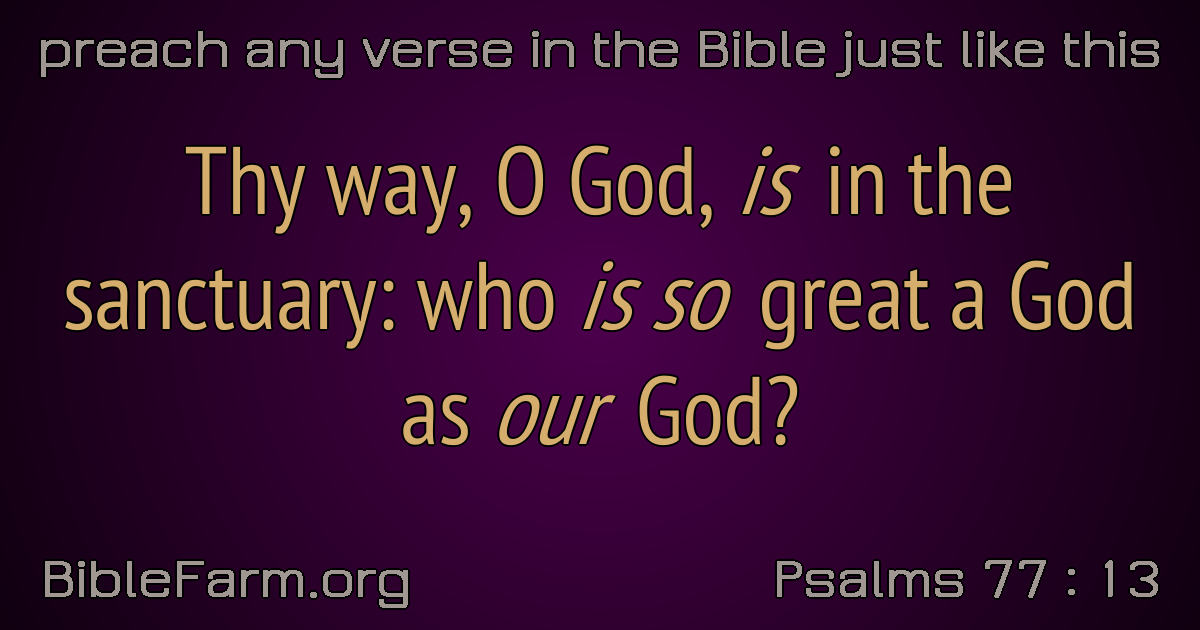 preach any verse in the Bible just like this
Thy way, O God, is in the
sanctuary: who is so great a God
as our God?
BibleFarm.org
Psalms 77 : 13